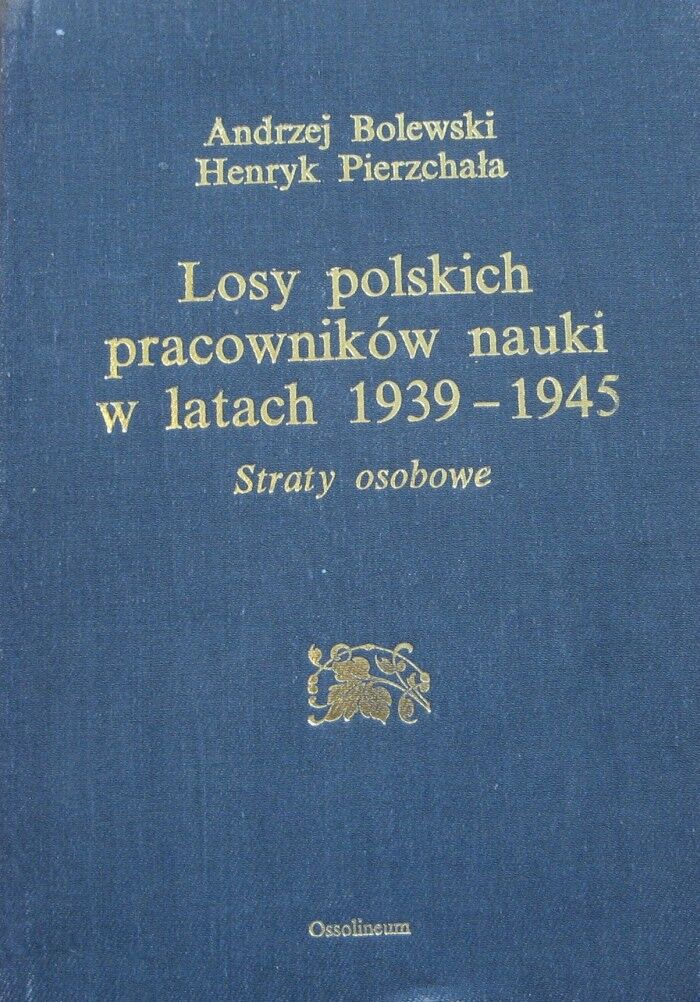 Andrzej Bolewski
Henryk Pierzchała
Losy polskich
pracowników nauki
w latach 1939 – 1945
Straty osobowe
Ossolineum